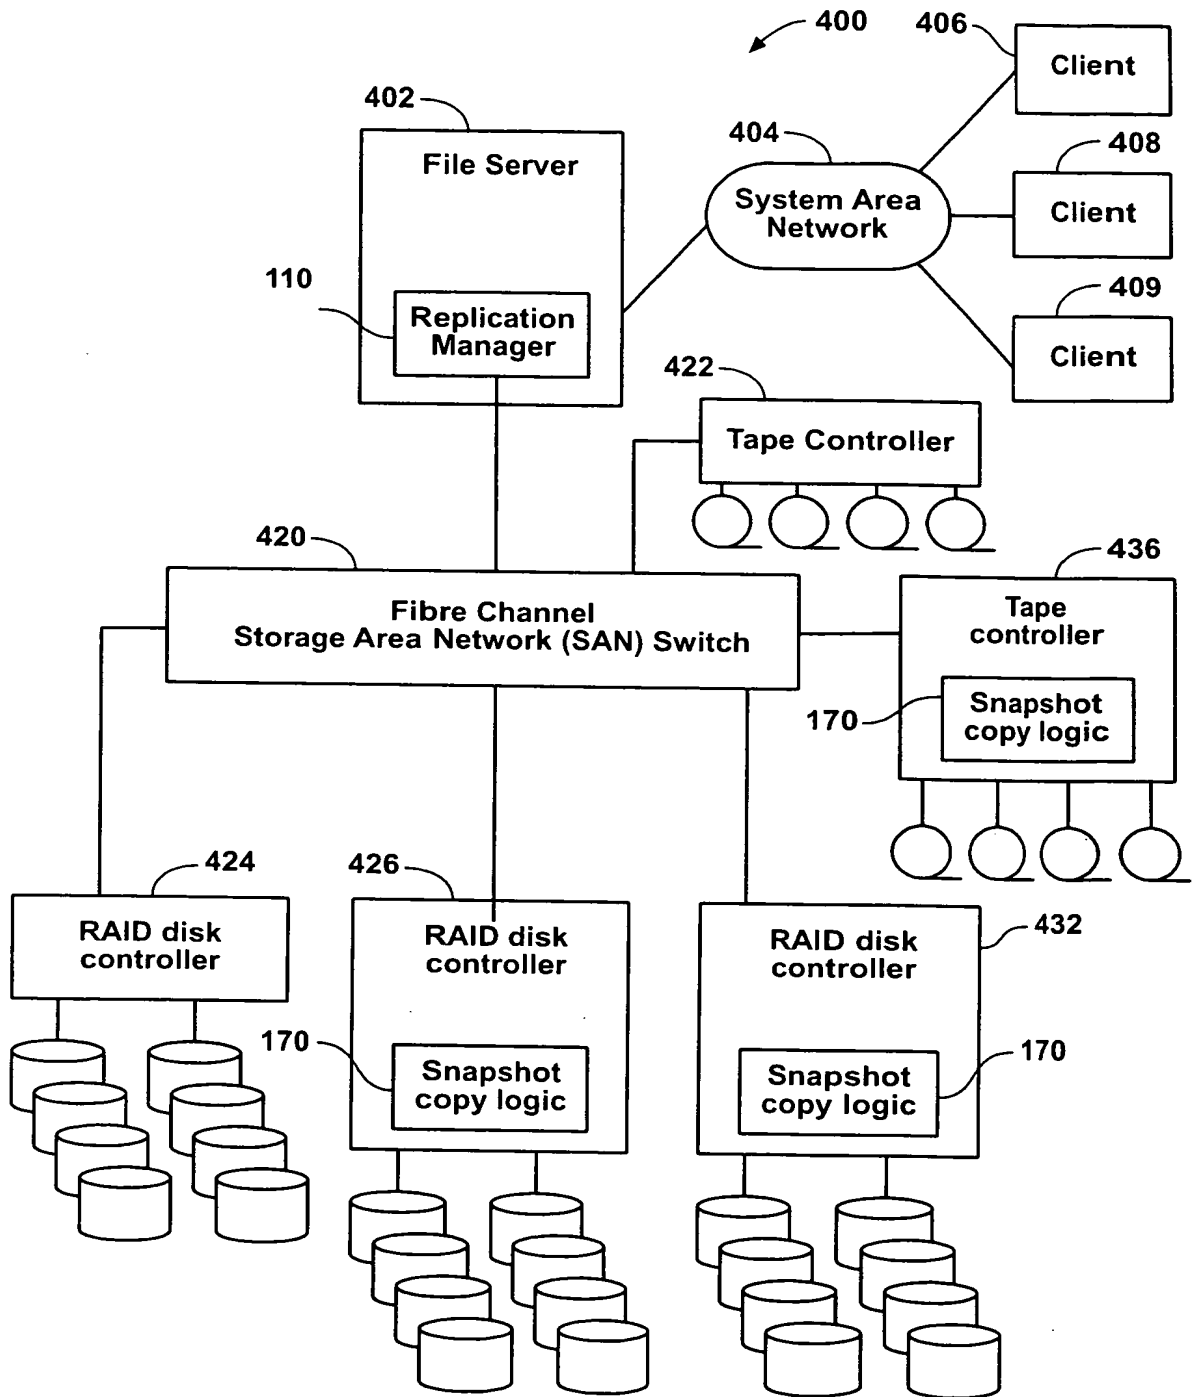 400
406
Client
402
404
408
File Server
System Area
Network
Client
110
409
Replication
Manager
Client
422
Tape Controller
420
436
Fibre Channel
Storage Area Network (SAN) Switch
Tape
controller
170
Snapshot
copy logic
424
426
432
RAID disk
controller
RAID disk
controller
RAID disk
controller
170
Snapshot
copy logic
170
Snapshot
copy logic